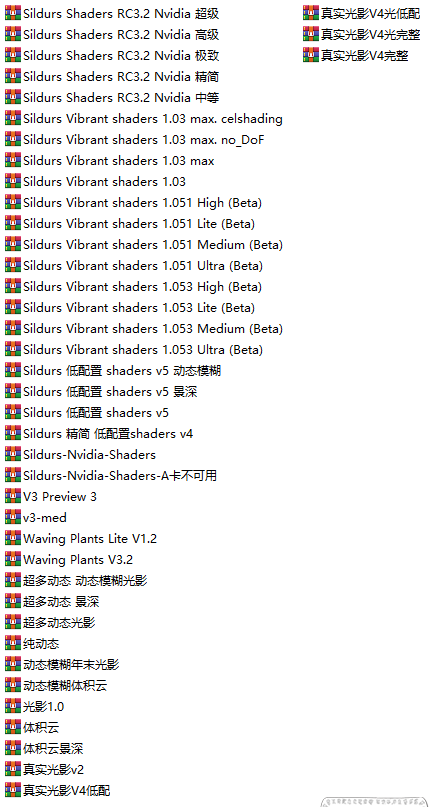 Sildurs Shaders RC3.2 Nvidia 超级
Sildurs Shaders RC3.2 Nvidia 高级
Sildurs Shaders RC3.2 Nvidia 极致
Sildurs Shaders RC3.2 Nvidia 精简
Sildurs Shaders RC3.2 Nvidia 中等
Sildurs Vibrant shaders 1.03 max. celshading
Sildurs Vibrant shaders 1.03 max. no_DoF
Sildurs Vibrant shaders 1.03 max
Sildurs Vibrant shaders 1.03
Sildurs Vibrant shaders 1.051 High (Beta)
Sildurs Vibrant shaders 1.051 Lite (Beta)
Sildurs Vibrant shaders 1.051 Medium (Beta)
Sildurs Vibrant shaders 1.051 Ultra (Beta)
Sildurs Vibrant shaders 1.053 High (Beta)
Sildurs Vibrant shaders 1.053 Lite (Beta)
Sildurs Vibrant shaders 1.053 Medium (Beta)
Sildurs Vibrant shaders 1.053 Ultra (Beta)
Sildurs 低配置 shaders v5 动态模糊
Sildurs 低配置 shaders v5 景深
Sildurs 低配置 shaders v5
Sildurs 精简 低配置shaders v4
Sildurs-Nvidia-Shaders
Sildurs-Nvidia-Shaders-A卡不可用
V3 Preview 3
v3-med
Waving Plants Lite V1.2
Waving Plants V3.2
超多动态 动态模糊光影
超多动态 景深
超多动态光影
纯动态
动态模糊年末光影
动态模糊体积云
光影1.0
体积云
体积云景深
真实光影v2
真实光影V4低配
真实光影V4光低配
真实光影V4光完整
真实光影V4完整